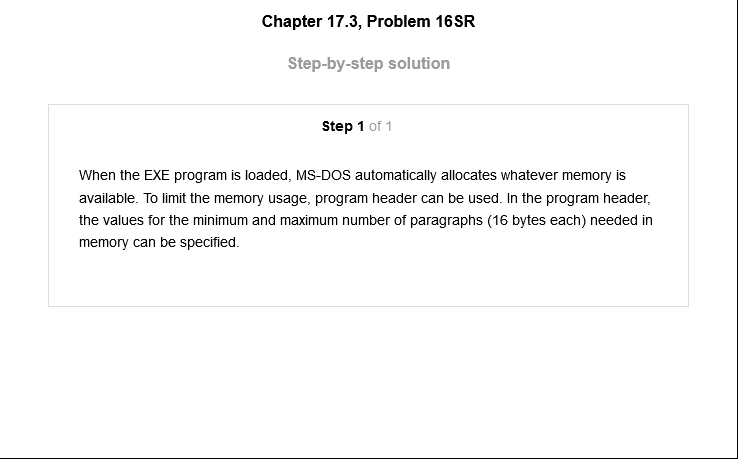 Chapter 17.3, Problem 16SR
Step-by-step solution
Step 1 of 1
When the EXE program is loaded, MS-DOS automatically allocates whatever memory is
available. To limit the memory usage, program header can be used. In the program header,
the values for the minimum and maximum number of paragraphs (16 bytes each) needed in
memory can be specified.